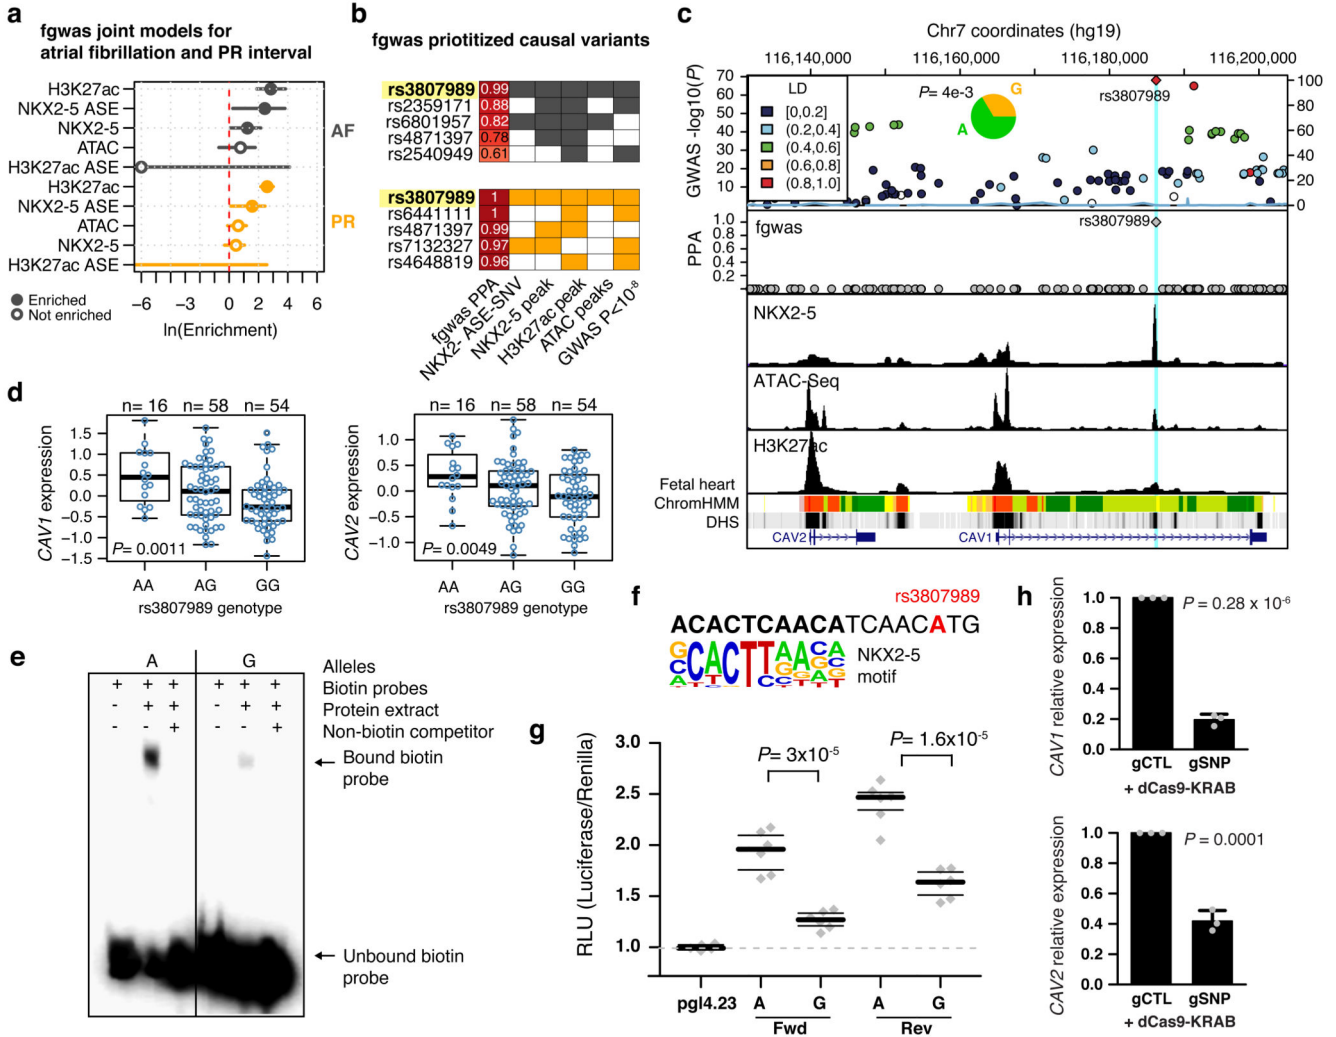 a
fgwas joint models for
atrial fibrillation and PR interval
H3K27ac
NKX2-5 ASE
NKX2-5
ATAC
H3K27ac ASE
AF
H3K27ac
NKX2-5 ASE
ATAC
NKX2-5
H3K27ac ASE
PR
−6 −2 0 2 4 6
Enriched
Not enriched
ln(Enrichment)
b
fgwas priotitized causal variants
rs3807989 0.99
rs2359171 0.88
rs6801957 0.82
rs4871397 0.78
rs2540949 0.61
rs3807989 1
rs6441111 1
rs4871397 0.99
rs7132327 0.97
rs4648819 0.96
fgwas PPA
NKX2- ASE-SNV
NKX2-5 peak
H3K27ac peak
ATAC peaks
GWAS P<10-8
c
Chr7 coordinates (hg19)
116,140,000 116,160,000 116,180,000 116,200,000
GWAS -log10(P)
70
60
50
40
30
20
10
LD
[0,0.2]
(0.2,0.4]
(0.4,0.6]
(0.6,0.8]
(0.8,1.0]
P= 4e-3
G
A
rs3807989
100
80
60
40
20
0
PPA
1.0
0.8
0.6
0.4
0.2
fgwas
rs3807989
NKX2-5
ATAC-Seq
H3K27ac
Fetal heart
ChromHMM
DHS
CAV2
CAV1
d
n= 16 n= 58 n= 54
CAV1 expression
1.5
1.0
0.5
0.0
−0.5
−1.0
−1.5
P= 0.0011
AA AG GG
rs3807989 genotype
n= 16 n= 58 n= 54
CAV2 expression
1.0
0.5
0.0
−0.5
−1.0
P= 0.0049
AA AG GG
rs3807989 genotype
e
A G Alleles
+ + + + + + Biotin probes
- + + - + + Protein extract
- - + - - + Non-biotin competitor
Bound biotin
probe
Unbound biotin
probe
f
rs3807989
ACACTCAACATCAACATG
NKX2-5
motif
g
RLU (Luciferase/Renilla)
3.0
2.5
2.0
1.5
1.0
P= 3x10-5
P= 1.6x10-5
pgl4.23 A G A G
Fwd Rev
h
CAV1 relative expression
1.0
0.8
0.6
0.4
0.2
0.0
P = 0.28 x 10-6
gCTL gSNP
+ dCas9-KRAB
CAV2 relative expression
1.0
0.8
0.6
0.4
0.2
0.0
P = 0.0001
gCTL gSNP
+ dCas9-KRAB